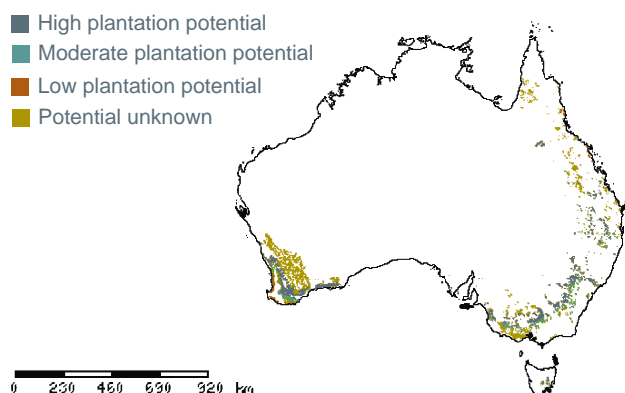 High plantation potential
Moderate plantation potential
Low plantation potential
Potential unknown
0 230 460 690 920 km